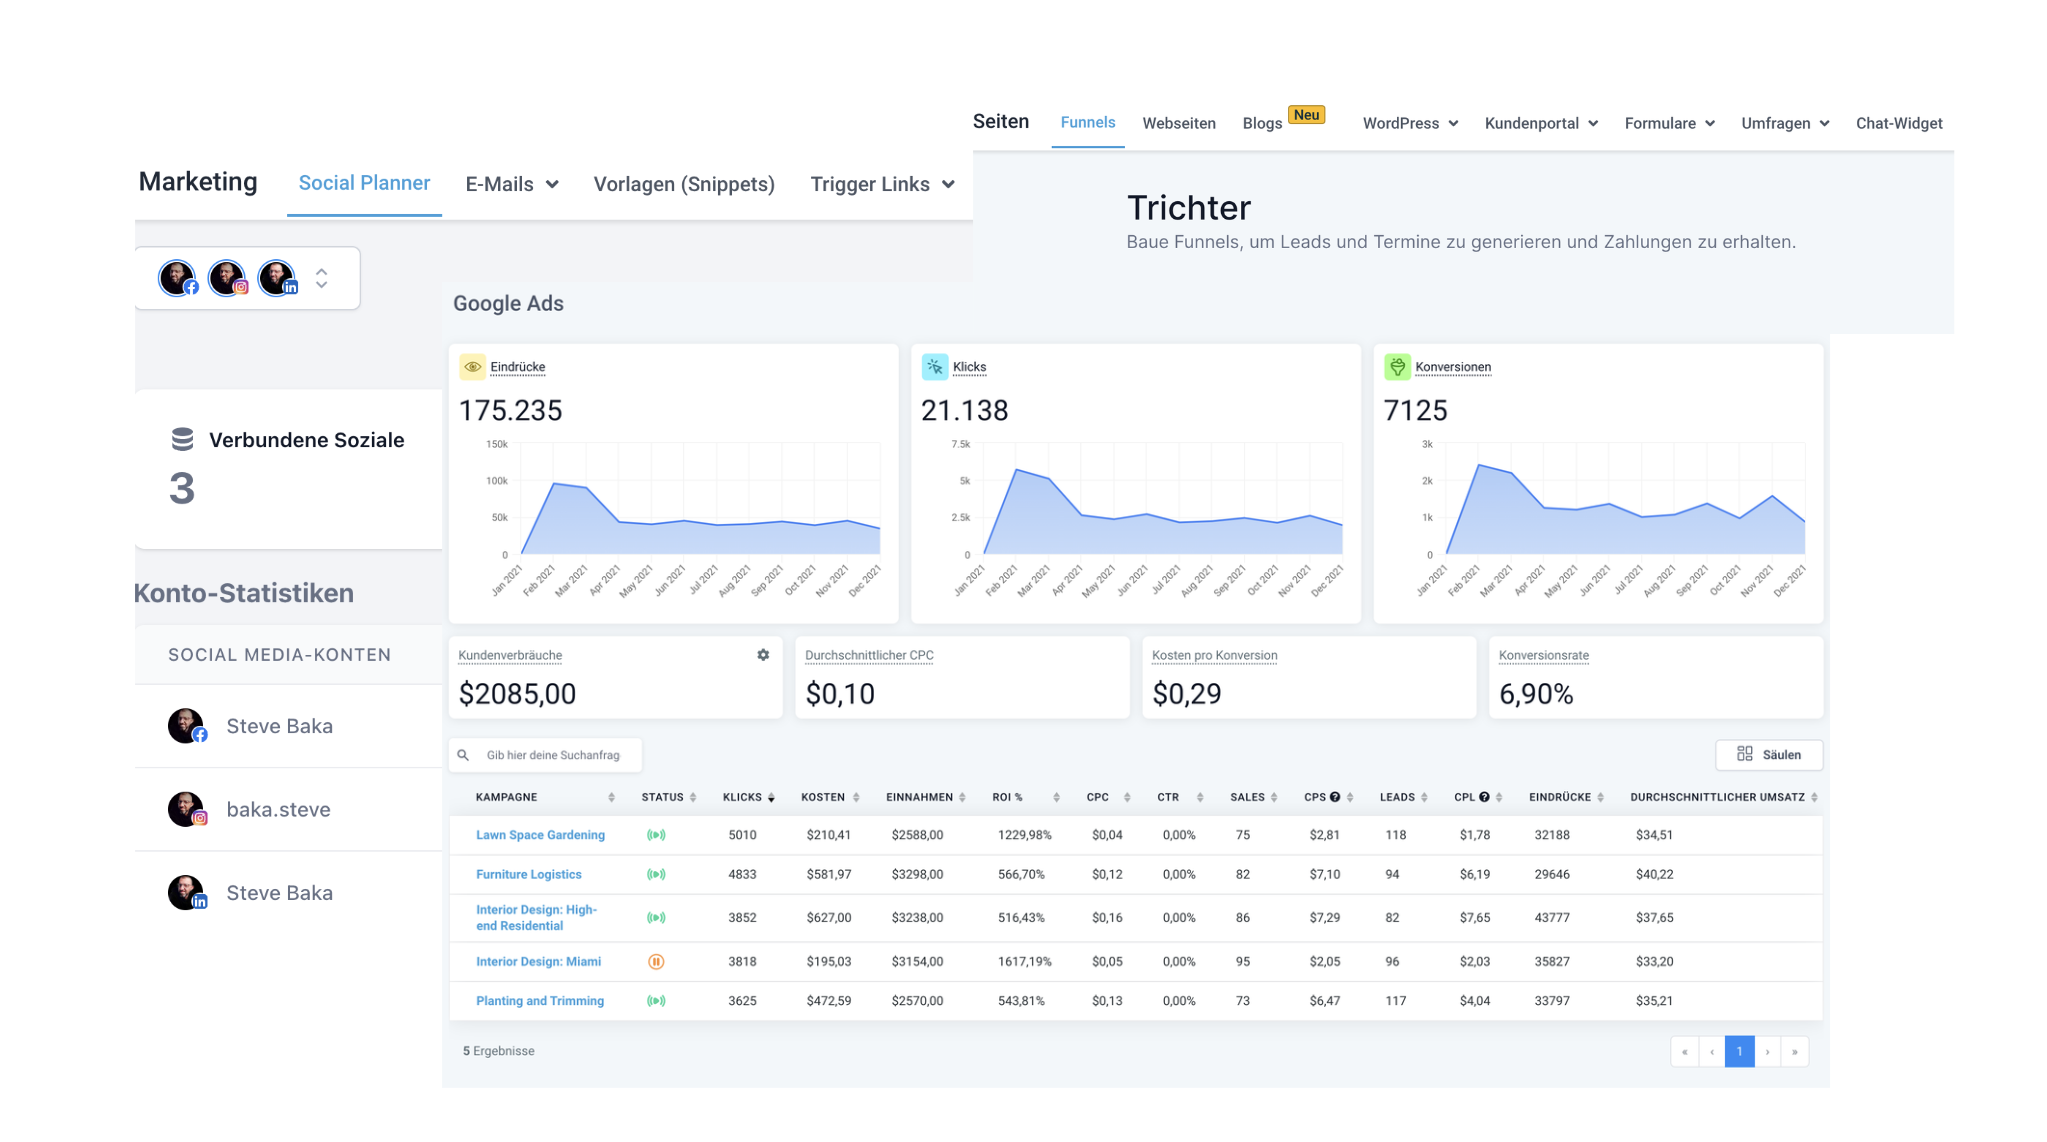 Seiten Funnels Webseiten Blogs Neu WordPress Kundenportal Formulare Umfragen Chat-Widget
Marketing Social Planner E-Mails Vorlagen (Snippets) Trigger Links
Trichter
Baue Funnels, um Leads und Termine zu generieren und Zahlungen zu erhalten.
Verbundene Soziale
3
Konto-Statistiken
SOCIAL MEDIA-KONTEN
Steve Baka
baka.steve
Steve Baka
Google Ads
Eindrücke
175.235
150k
100k
50k
0
Jan 2021 Feb 2021 Mar 2021 Apr 2021 May 2021 Jun 2021 Jul 2021 Aug 2021 Sep 2021 Oct 2021 Nov 2021 Dec 2021
Klicks
21.138
7.5k
5k
2.5k
0
Jan 2021 Feb 2021 Mar 2021 Apr 2021 May 2021 Jun 2021 Jul 2021 Aug 2021 Sep 2021 Oct 2021 Nov 2021 Dec 2021
Konversionen
7125
3k
2k
1k
0
Jan 2021 Feb 2021 Mar 2021 Apr 2021 May 2021 Jun 2021 Jul 2021 Aug 2021 Sep 2021 Oct 2021 Nov 2021 Dec 2021
Kundenverbräuche
$2085,00
Durchschnittlicher CPC
$0,10
Kosten pro Konversion
$0,29
Konversionsrate
6,90%
Gib hier deine Suchanfrag
Säulen
KAMPAGNE STATUS KLICKS KOSTEN EINNAHMEN ROI % CPC CTR SALES CPS LEADS CPL EINDRÜCKE DURCHSCHNITTLICHER UMSATZ
Lawn Space Gardening 5010 $210,41 $2588,00 1229,98% $0,04 0,00% 75 $2,81 118 $1,78 32188 $34,51
Furniture Logistics 4833 $581,97 $3298,00 566,70% $0,12 0,00% 82 $7,10 94 $6,19 29646 $40,22
Interior Design: High-
end Residential 3852 $627,00 $3238,00 516,43% $0,16 0,00% 86 $7,29 82 $7,65 43777 $37,65
Interior Design: Miami 3818 $195,03 $3154,00 1617,19% $0,05 0,00% 95 $2,05 96 $2,03 35827 $33,20
Planting and Trimming 3625 $472,59 $2570,00 543,81% $0,13 0,00% 73 $6,47 117 $4,04 33797 $35,21
5 Ergebnisse
« ‹ 1 › »